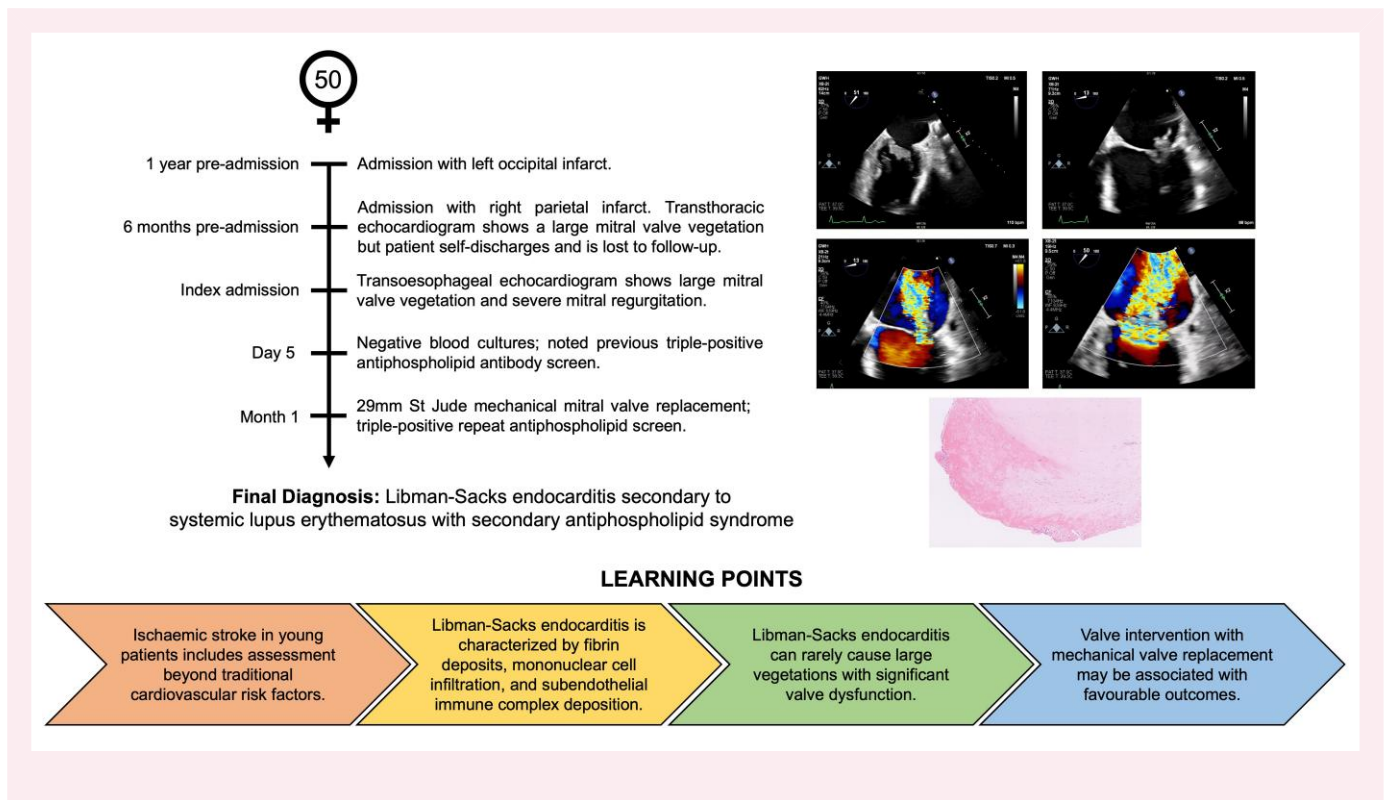 50
1 year pre-admission
Admission with left occipital infarct.
6 months pre-admission
Admission with right parietal infarct. Transthoracic
echocardiogram shows a large mitral valve vegetation
but patient self-discharges and is lost to follow-up.
Index admission
Transoesophageal echocardiogram shows large mitral
valve vegetation and severe mitral regurgitation.
Day 5
Negative blood cultures; noted previous triple-positive
antiphospholipid antibody screen.
Month 1
29mm St Jude mechanical mitral valve replacement;
triple-positive repeat antiphospholipid screen.
Final Diagnosis: Libman-Sacks endocarditis secondary to
systemic lupus erythematosus with secondary antiphospholipid syndrome
LEARNING POINTS
Ischaemic stroke in young
patients includes assessment
beyond traditional
cardiovascular risk factors.
Libman-Sacks endocarditis is
characterized by fibrin
deposits, mononuclear cell
infiltration, and subendothelial
immune complex deposition.
Libman-Sacks endocarditis
can rarely cause large
vegetations with significant
valve dysfunction.
Valve intervention with
mechanical valve replacement
may be associated with
favourable outcomes.